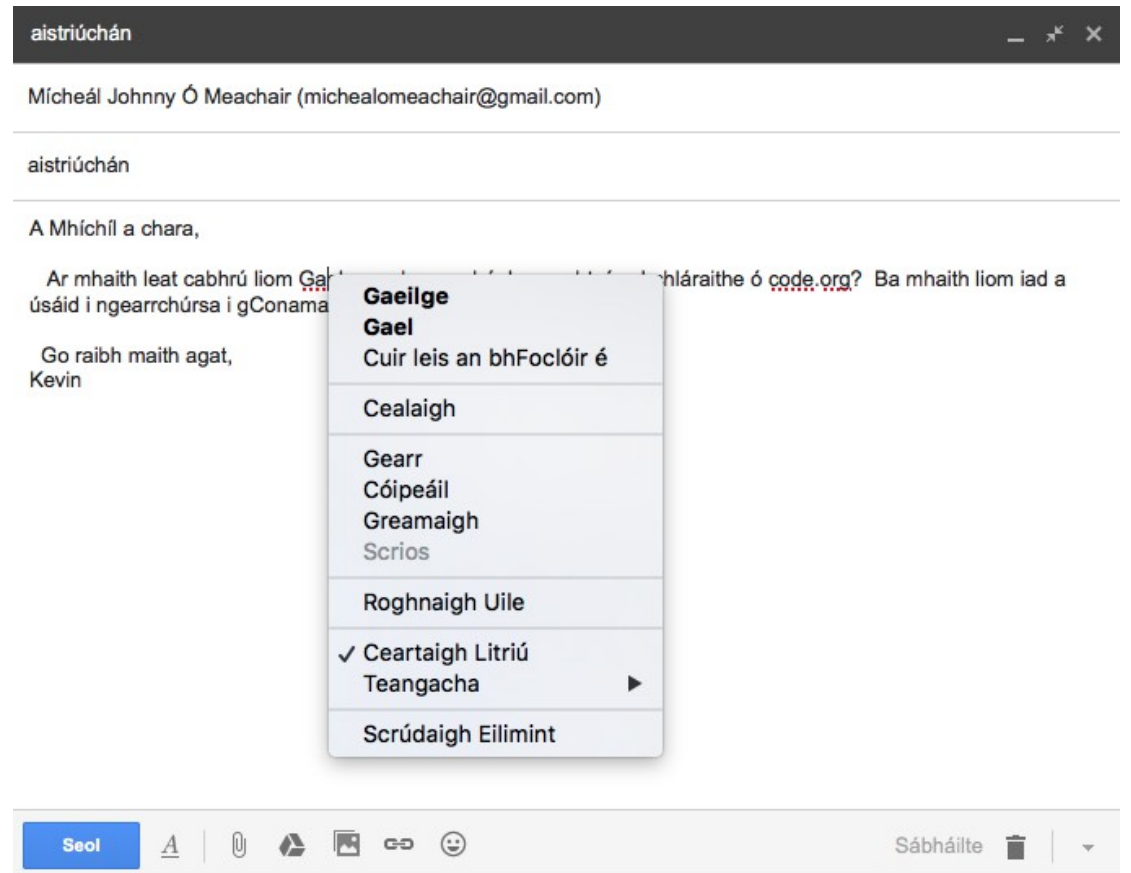 aistriúchán
Mícheál Johnny Ó Meachair (michealomeachair@gmail.com)
aistriúchán
A Mhíchíl a chara,
Ar mhaith leat cabhrú liom Ga hláraithe ó code.org? Ba mhaith liom iad a
úsáid i ngearrchúrsa i gConama
Go raibh maith agat,
Kevin
Gaeilge
Gael
Cuir leis an bhFoclóir é
Cealaigh
Gearr
Cóipeáil
Greamaigh
Scrios
Roghnaigh Uile
✓ Ceartaigh Litriú
Teangacha
Scrúdaigh Eilimint
Seol
Sábháilte